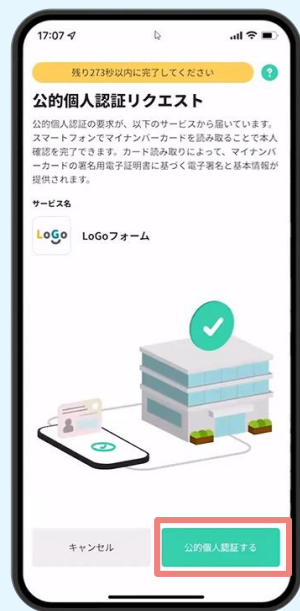 17:07
残り273秒以内に完了してください
?
公的個人認証リクエスト
公的個人認証の要求が、以下のサービスから届いています。
スマートフォンでマイナンバーカードを読み取ることで本人
確認を完了できます。カード読み取りによって、マイナンバ
ーカードの署名用電子証明書に基づく電子署名と基本情報が
提供されます。
サービス名
LoGo
LoGoフォーム
キャンセル
公的個人認証する